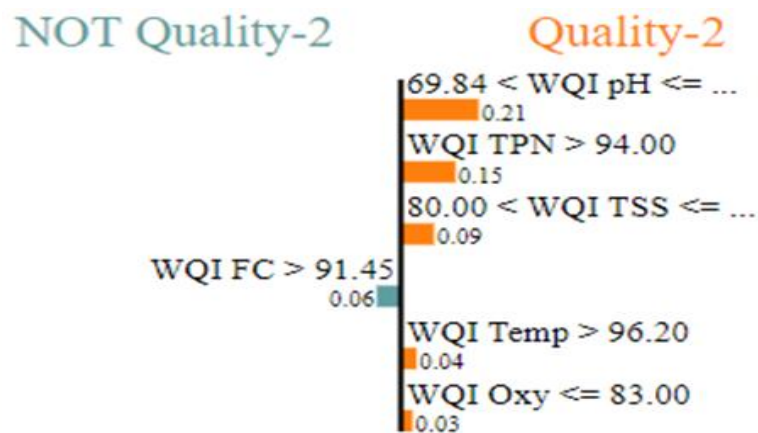 NOT Quality-2 Quality-2
69.84 < WQI pH <= ...
0.21
WQI TPN > 94.00
0.15
80.00 < WQI TSS <= ...
0.09
WQI FC > 91.45
0.06
WQI Temp > 96.20
0.04
WQI Oxy <= 83.00
0.03